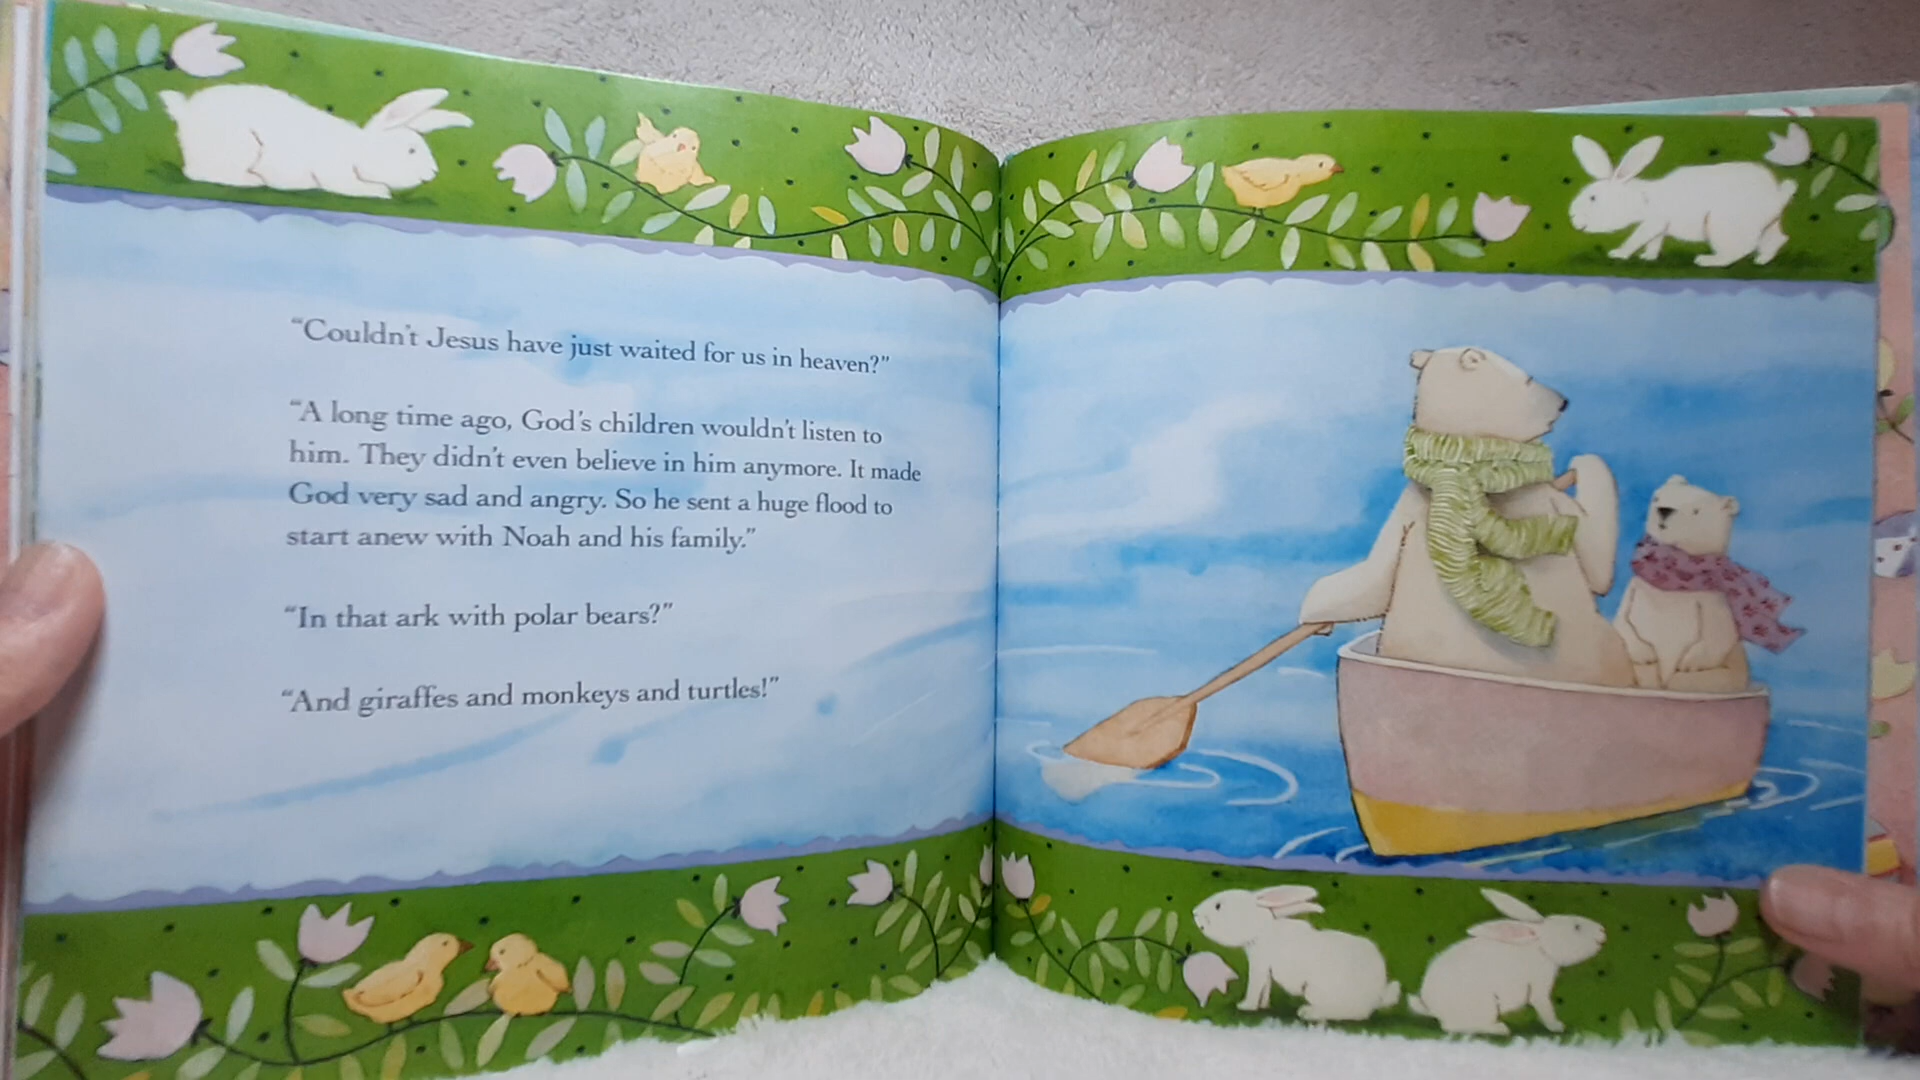 “Couldn’t Jesus have just waited for us in heaven?”
“A long time ago, God’s children wouldn’t listen to
him. They didn’t even believe in him anymore. It made
God very sad and angry. So he sent a huge flood to
start anew with Noah and his family.”
“In that ark with polar bears?”
“And giraffes and monkeys and turtles!”